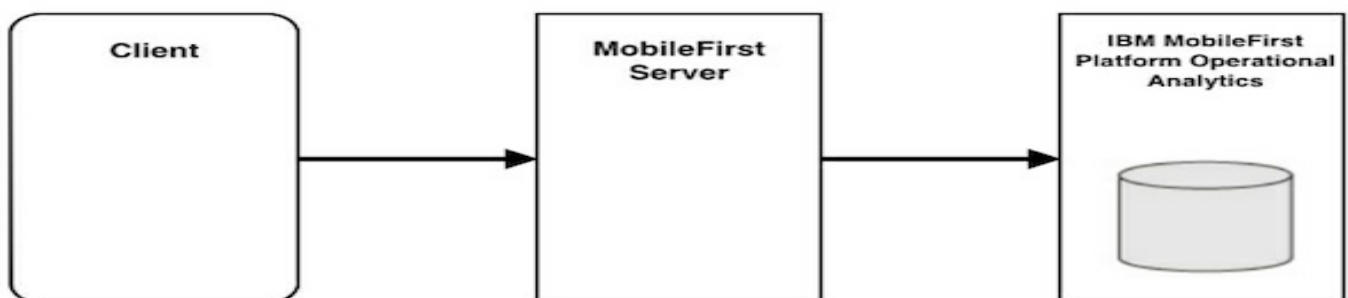 Client
MobileFirst
Server
IBM MobileFirst
Platform Operational
Analytics